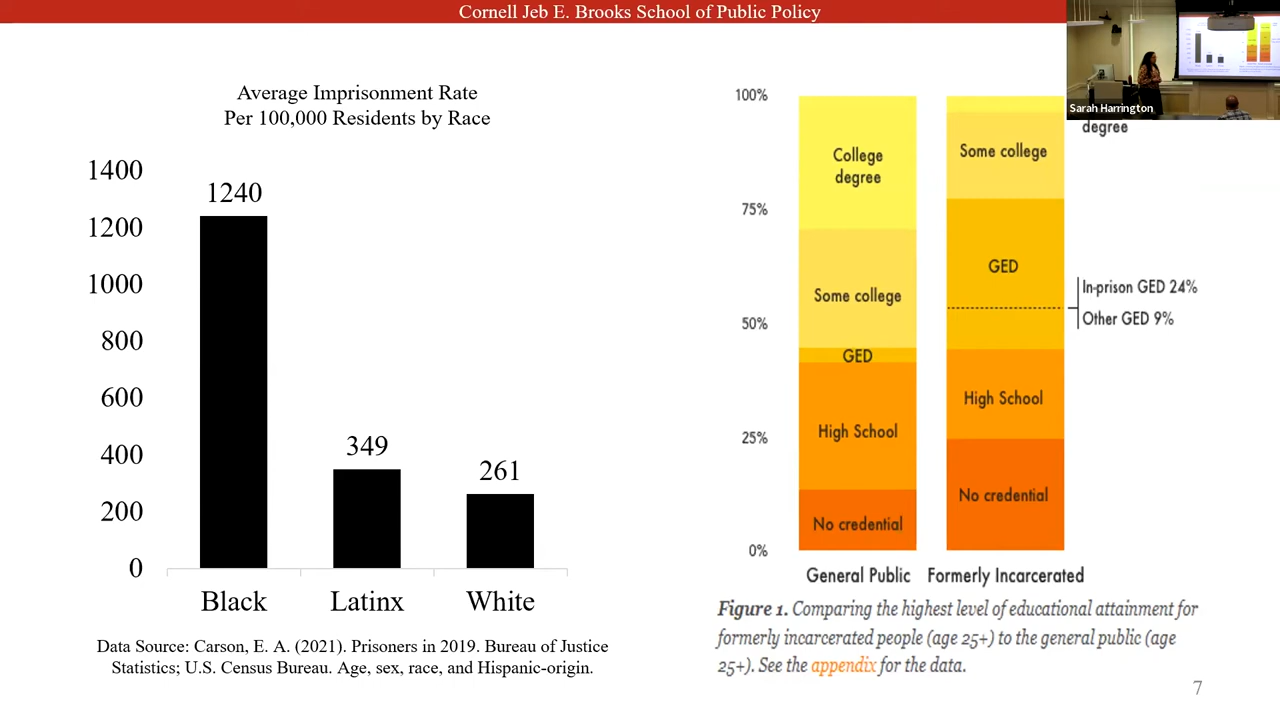 Cornell Jeb E. Brooks School of Public Policy
Sarah Harrington
Average Imprisonment Rate
Per 100,000 Residents by Race
1400
1200
1000
800
600
400
200
0
1240
349
261
Black
Latinx
White
Data Source: Carson, E. A. (2021). Prisoners in 2019. Bureau of Justice
Statistics; U.S. Census Bureau. Age, sex, race, and Hispanic-origin.
100%
75%
50%
25%
0%
College
degree
Some college
GED
High School
No credential
degree
Some college
GED
In-prison GED 24%
Other GED 9%
High School
No credential
General Public
Formerly Incarcerated
Figure 1. Comparing the highest level of educational attainment for
formerly incarcerated people (age 25+) to the general public (age
25+). See the appendix for the data.
7